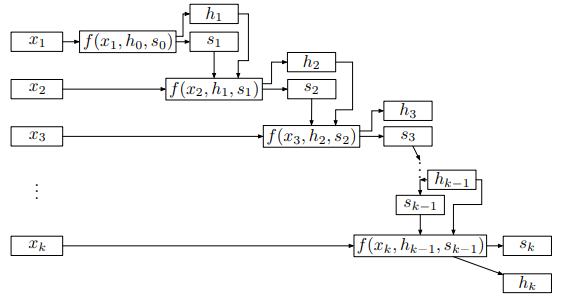 h₁
x₁ f(x₁, h₀, s₀) s₁
h₂
x₂ f(x₂, h₁, s₁) s₂
h₃
x₃ f(x₃, h₂, s₂) s₃
⋮
hₖ₋₁
⋮
sₖ₋₁
xₖ f(xₖ, hₖ₋₁, sₖ₋₁) sₖ
hₖ